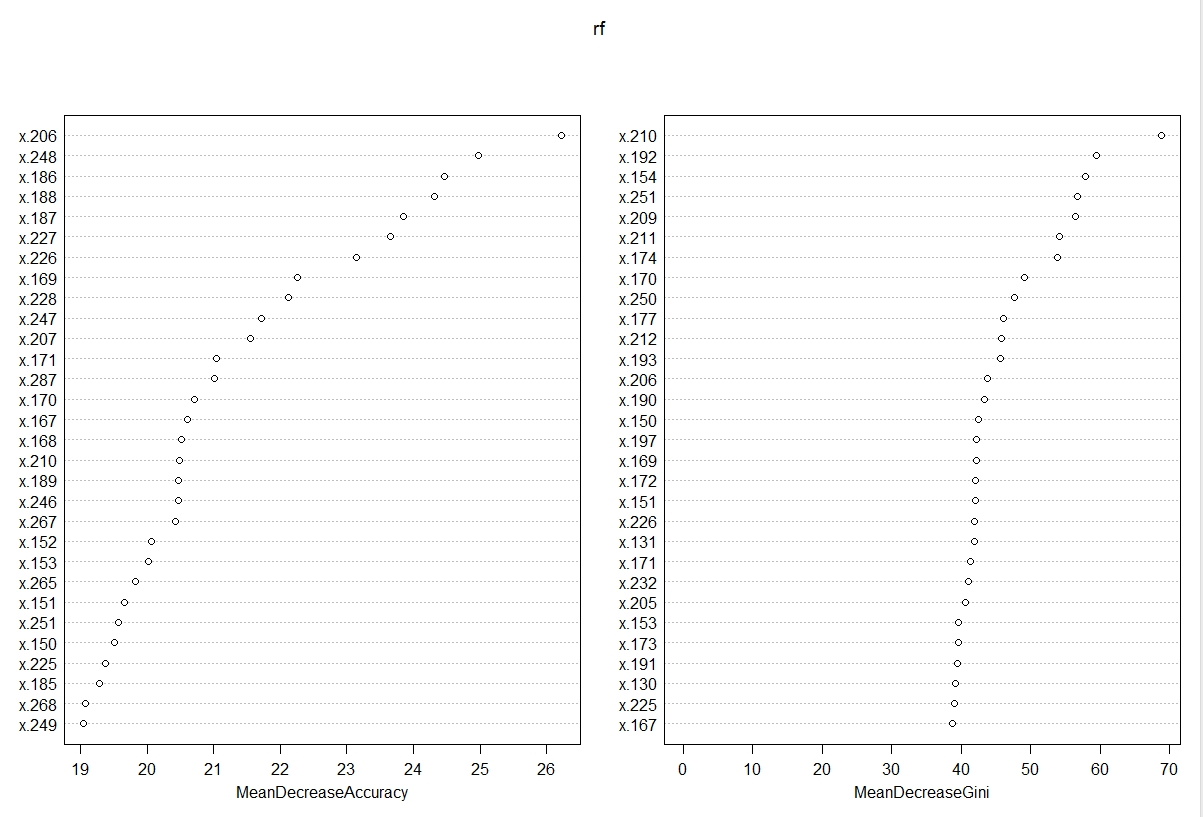 rf
x.206
x.248
x.186
x.188
x.187
x.227
x.226
x.169
x.228
x.247
x.207
x.171
x.287
x.170
x.167
x.168
x.210
x.189
x.246
x.267
x.152
x.153
x.265
x.151
x.251
x.150
x.225
x.185
x.268
x.249
19 20 21 22 23 24 25 26
MeanDecreaseAccuracy
x.210
x.192
x.154
x.251
x.209
x.211
x.174
x.170
x.250
x.177
x.212
x.193
x.206
x.190
x.150
x.197
x.169
x.172
x.151
x.226
x.131
x.171
x.232
x.205
x.153
x.173
x.191
x.130
x.225
x.167
0 10 20 30 40 50 60 70
MeanDecreaseGini